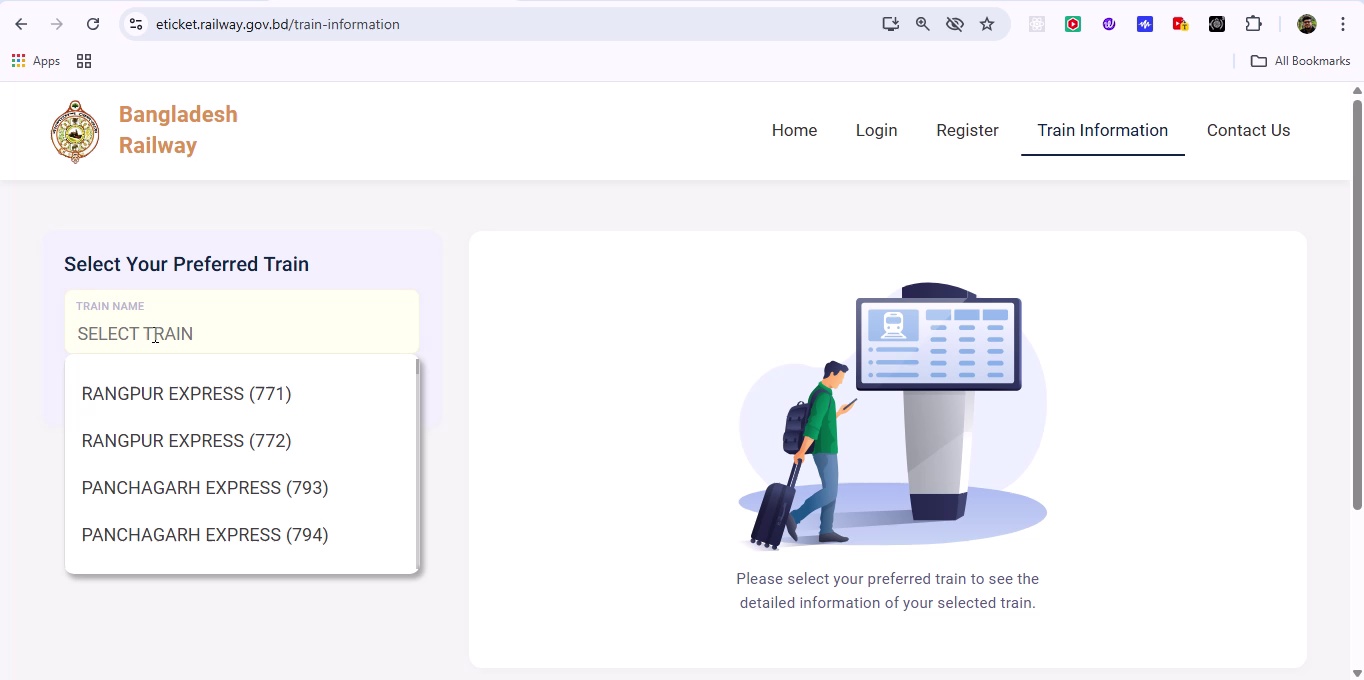 eticket.railway.gov.bd/train-information
Apps
All Bookmarks
Bangladesh
Railway
Home
Login
Register
Train Information
Contact Us
Select Your Preferred Train
TRAIN NAME
SELECT TRAIN
RANGPUR EXPRESS (771)
RANGPUR EXPRESS (772)
PANCHAGARH EXPRESS (793)
PANCHAGARH EXPRESS (794)
Please select your preferred train to see the
detailed information of your selected train.